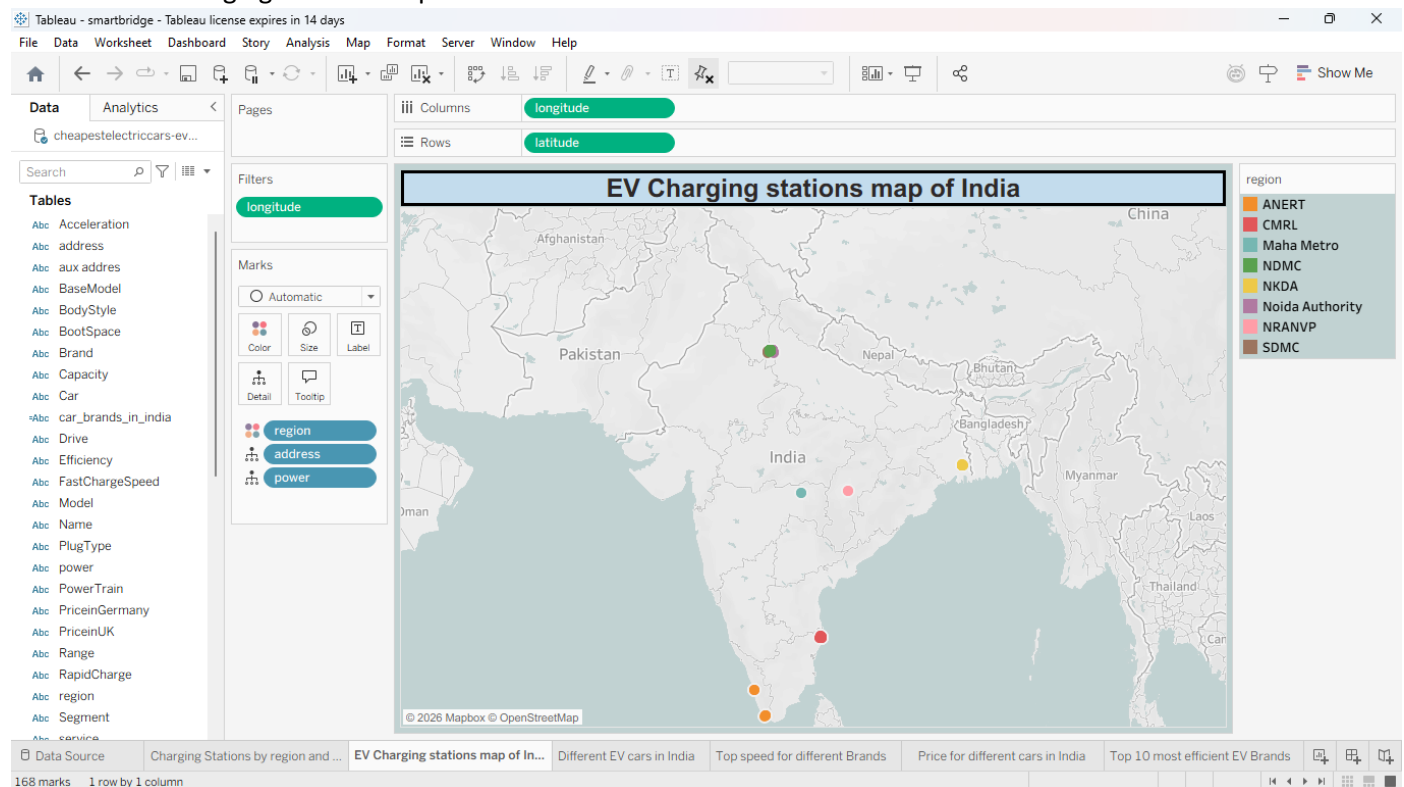 Tableau - smartbridge - Tableau license expires in 14 days
File Data Worksheet Dashboard Story Analysis Map Format Server Window Help
Show Me
Data Analytics
cheapestelectriccars-ev...
Search
Tables
Abc Acceleration
Abc address
Abc aux addres
Abc BaseModel
Abc BodyStyle
Abc BootSpace
Abc Brand
Abc Capacity
Abc Car
=Abc car_brands_in_india
Abc Drive
Abc Efficiency
Abc FastChargeSpeed
Abc Model
Abc Name
Abc PlugType
Abc power
Abc PowerTrain
Abc PriceinGermany
Abc PriceinUK
Abc Range
Abc RapidCharge
Abc region
Abc Segment
Abc service
Pages
Filters
longitude
Marks
Automatic
Color Size Label
Detail Tooltip
region
address
power
Columns longitude
Rows latitude
EV Charging stations map of India
China
Afghanistan
Pakistan
Nepal
Bhutan
Bangladesh
India
Myanmar
Oman
Laos
Thailand
Car
© 2026 Mapbox © OpenStreetMap
region
ANERT
CMRL
Maha Metro
NDMC
NKDA
Noida Authority
NRANVP
SDMC
Data Source Charging Stations by region and ... EV Charging stations map of In... Different EV cars in India Top speed for different Brands Price for different cars in India Top 10 most efficient EV Brands
168 marks 1 row by 1 column